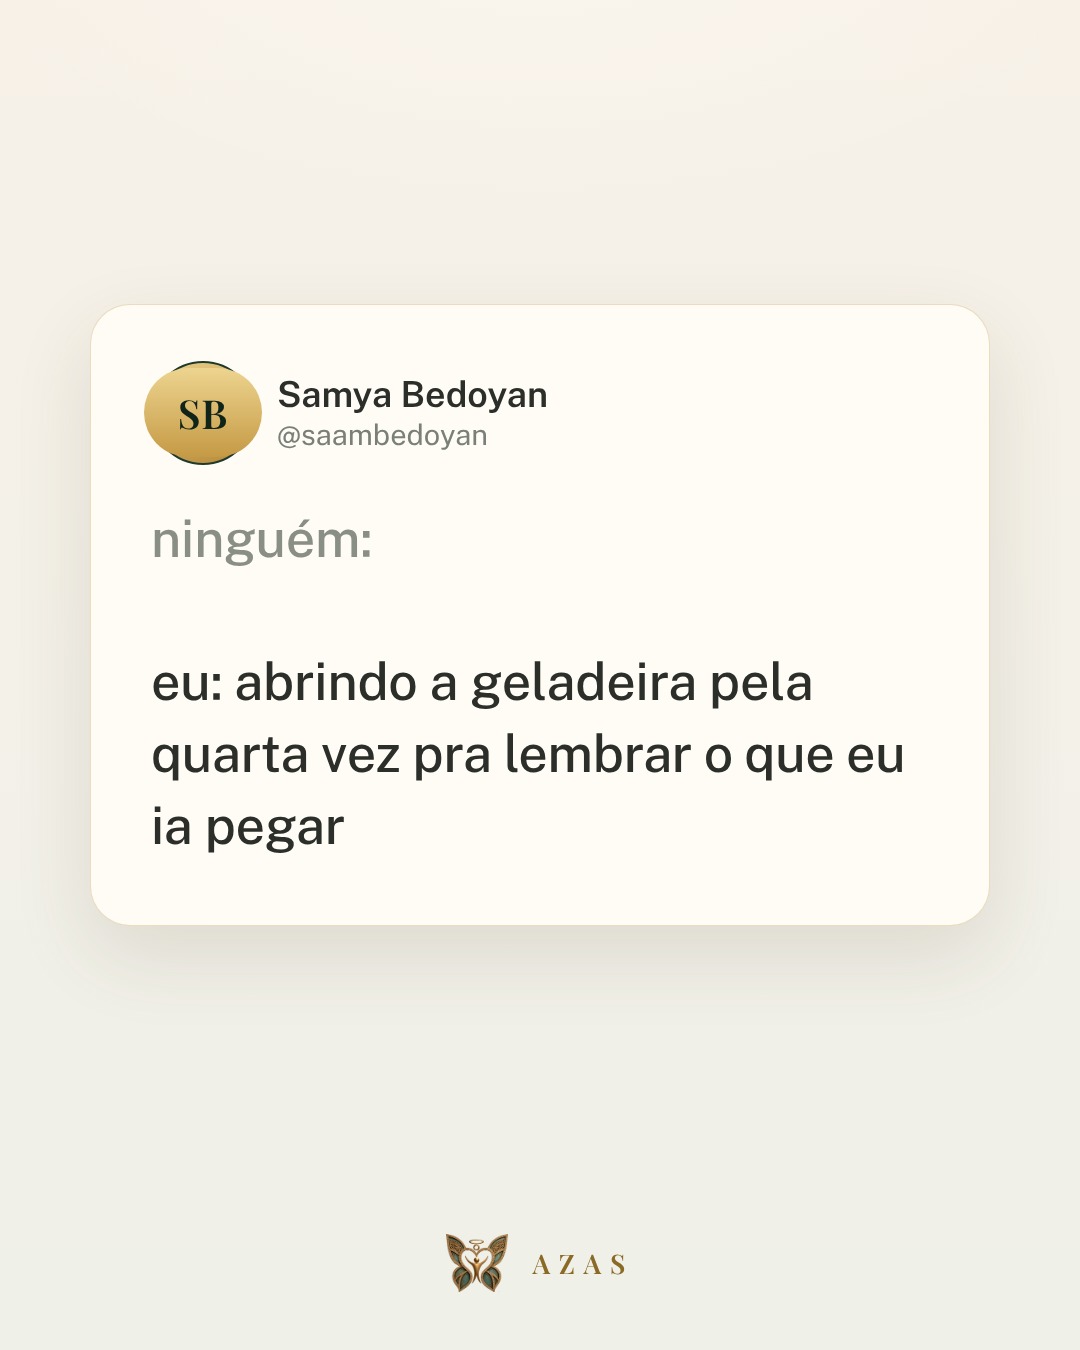 SB
Samya Bedoyan
@saambedoyan
ninguém:
eu: abrindo a geladeira pela
quarta vez pra lembrar o que eu
ia pegar
AZAS